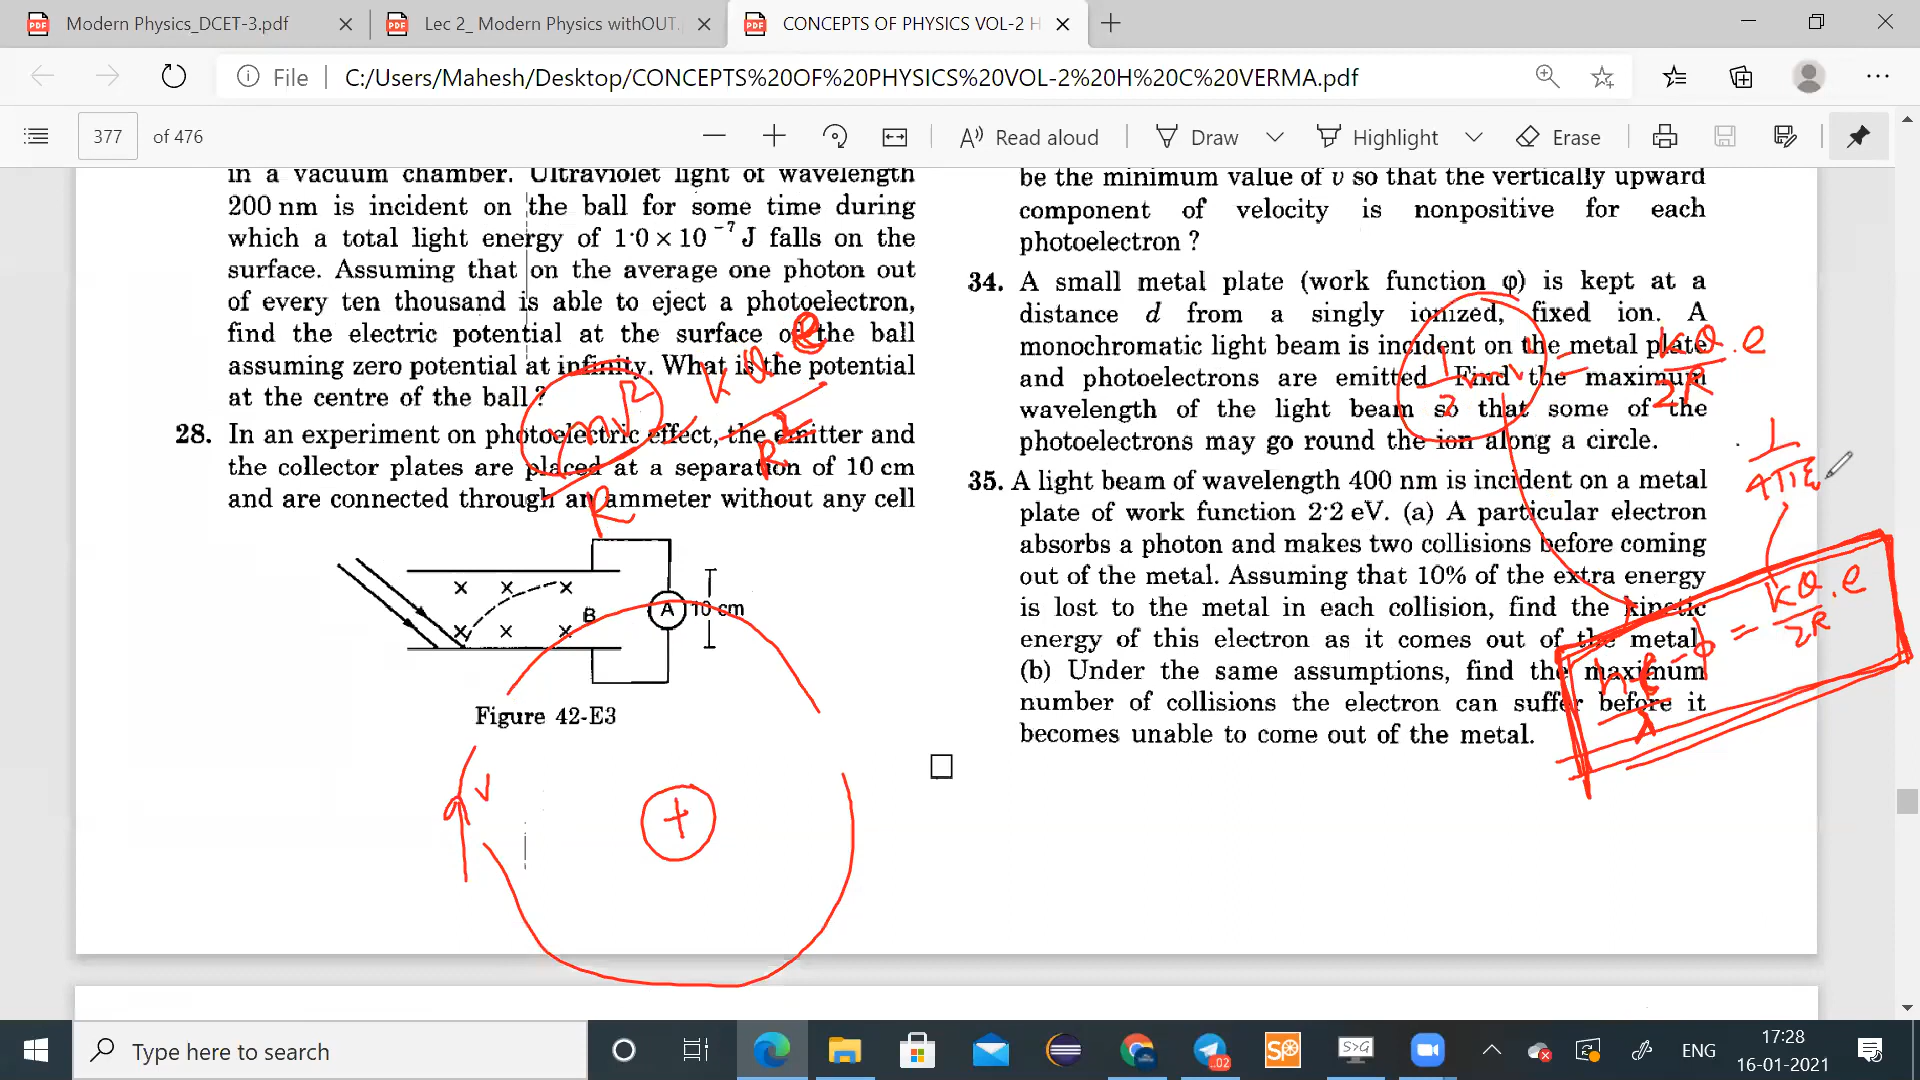 Modern Physics_DCET-3.pdf
Lec 2_ Modern Physics withOUT.
CONCEPTS OF PHYSICS VOL-2 H
File
C:/Users/Mahesh/Desktop/CONCEPTS%20OF%20PHYSICS%20VOL-2%20H%20C%20VERMA.pdf
377 of 476
Read aloud
Draw
Highlight
Erase
in a vacuum chamber. Ultraviolet light of wavelength
200 nm is incident on the ball for some time during
which a total light energy of 1·0 × 10⁻⁷ J falls on the
surface. Assuming that on the average one photon out
of every ten thousand is able to eject a photoelectron,
find the electric potential at the surface of the ball
assuming zero potential at infinity. What is the potential
at the centre of the ball?
28. In an experiment on photoelectric effect, the emitter and
the collector plates are placed at a separation of 10 cm
and are connected through an ammeter without any cell
B
A
10 cm
Figure 42-E3
mv²/R = kQ.e/R²
v
+
be the minimum value of v so that the vertically upward
component of velocity is nonpositive for each
photoelectron ?
34. A small metal plate (work function φ) is kept at a
distance d from a singly ionized, fixed ion. A
monochromatic light beam is incident on the metal plate
and photoelectrons are emitted. Find the maximum
wavelength of the light beam so that some of the
photoelectrons may go round the ion along a circle.
35. A light beam of wavelength 400 nm is incident on a metal
plate of work function 2·2 eV. (a) A particular electron
absorbs a photon and makes two collisions before coming
out of the metal. Assuming that 10% of the extra energy
is lost to the metal in each collision, find the kinetic
energy of this electron as it comes out of the metal.
(b) Under the same assumptions, find the maximum
number of collisions the electron can suffer before it
becomes unable to come out of the metal.
1/2 mv² = kQ.e/2R
1/4πε
hc/λ - φ = kQ.e/2R
Type here to search
..02
S>G
ENG
17:28
16-01-2021